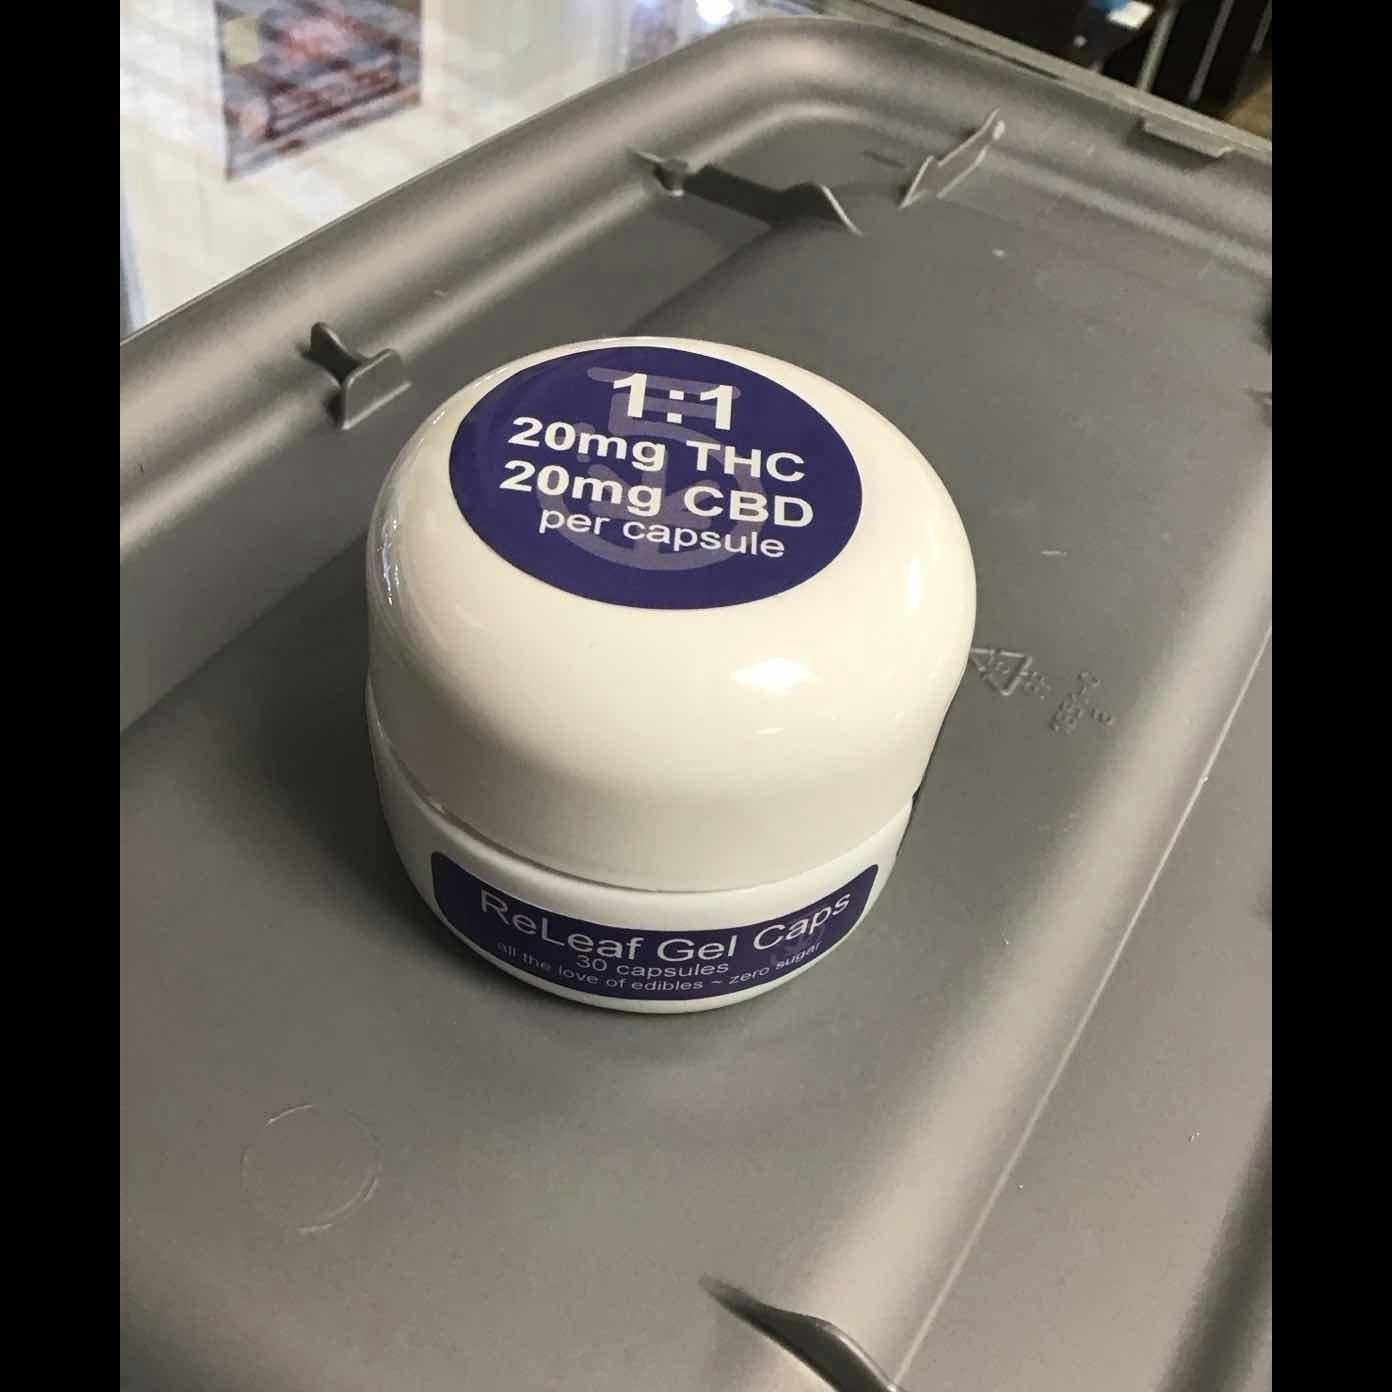 1:1
20mg THC
20mg CBD
per capsule
ReLeaf Gel Caps
30 capsules
all the love of edibles ~ zero sugar